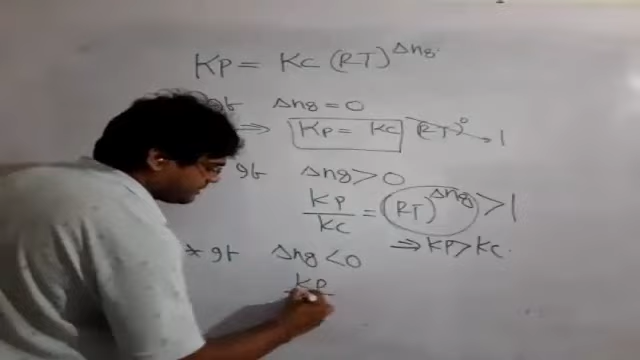 KP = KC (RT)^Δng.
If Δng = 0
⇒ KP = KC (RT)^0 → 1
If Δng > 0
KP/KC = (RT)^Δng > 1
⇒ KP > KC.
* If Δng < 0
KP